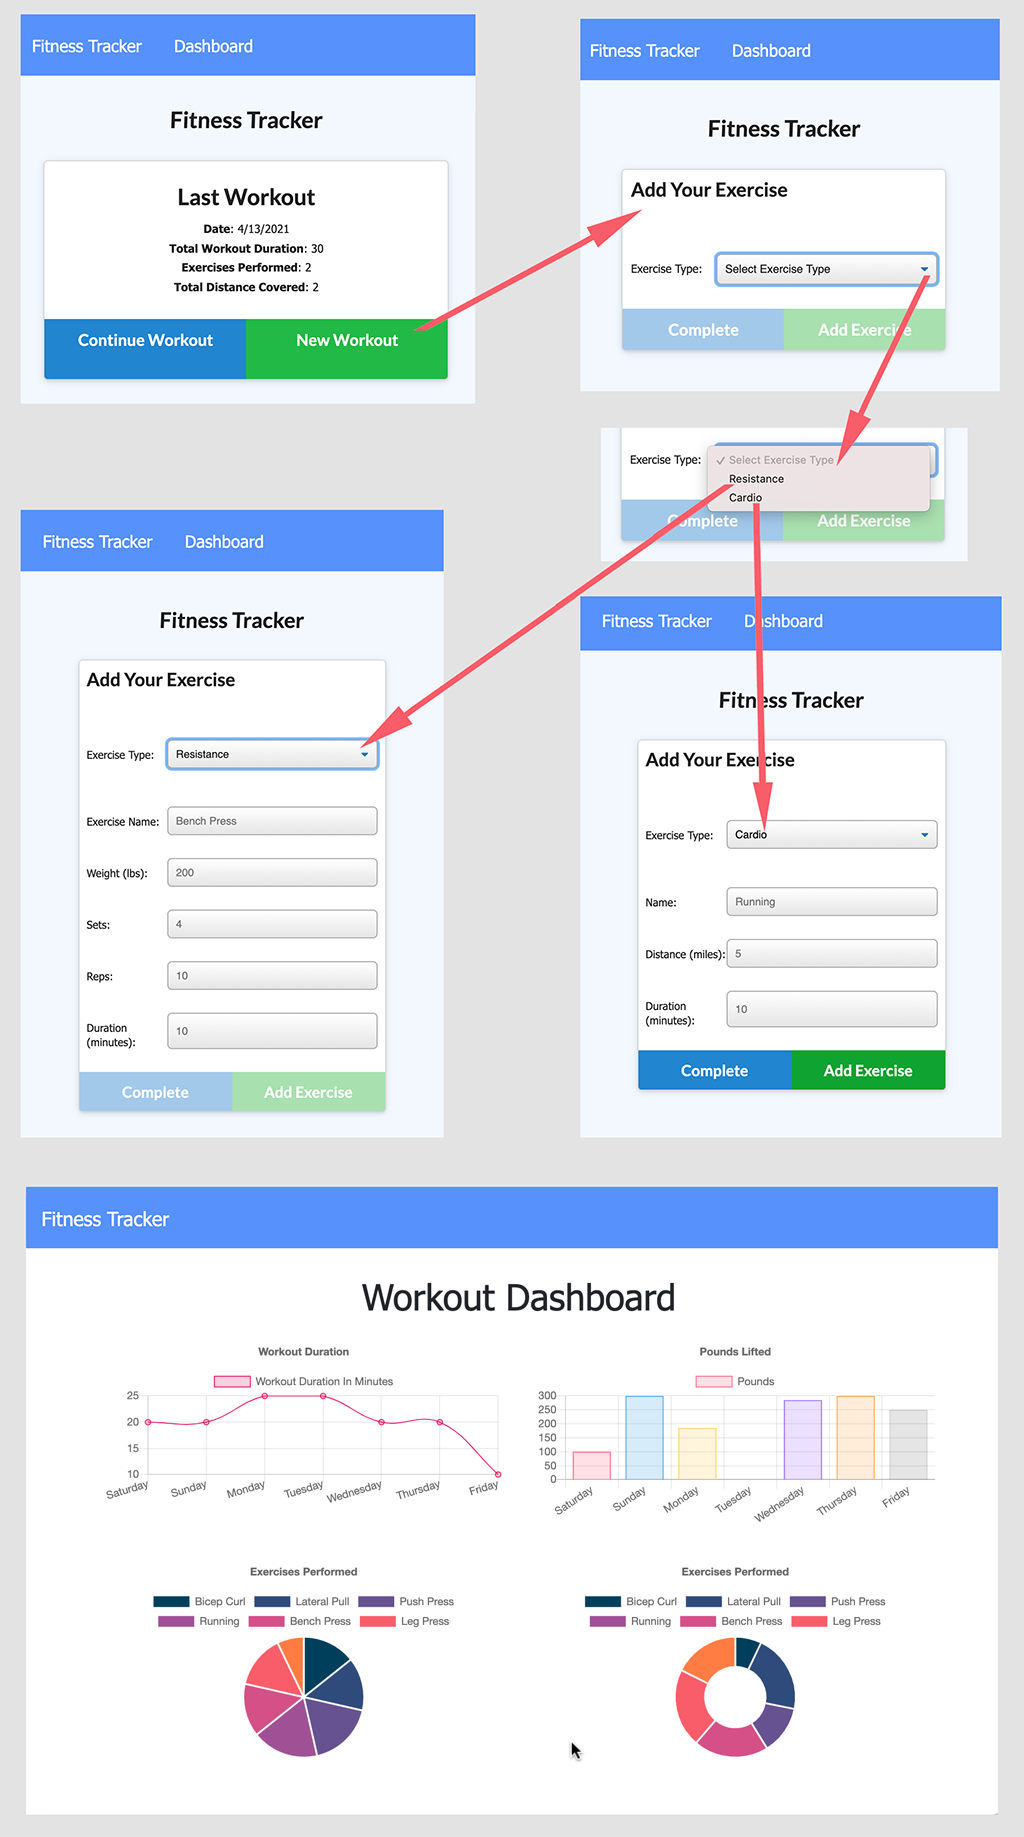 Fitness Tracker Dashboard
Fitness Tracker
Last Workout
Date: 4/13/2021
Total Workout Duration: 30
Exercises Performed: 2
Total Distance Covered: 2
Continue Workout New Workout
Fitness Tracker Dashboard
Fitness Tracker
Add Your Exercise
Exercise Type: Select Exercise Type
Complete Add Exercise
Exercise Type: ✓ Select Exercise Type
Resistance
Cardio
Complete Add Exercise
Fitness Tracker Dashboard
Fitness Tracker
Add Your Exercise
Exercise Type: Resistance
Exercise Name: Bench Press
Weight (lbs): 200
Sets: 4
Reps: 10
Duration
(minutes): 10
Complete Add Exercise
Fitness Tracker Dashboard
Fitness Tracker
Add Your Exercise
Exercise Type: Cardio
Name: Running
Distance (miles): 5
Duration
(minutes): 10
Complete Add Exercise
Fitness Tracker
Workout Dashboard
Workout Duration
Workout Duration In Minutes
25
20
15
10
Saturday Sunday Monday Tuesday Wednesday Thursday Friday
Pounds Lifted
Pounds
300
250
200
150
100
50
0
Saturday Sunday Monday Tuesday Wednesday Thursday Friday
Exercises Performed
Bicep Curl Lateral Pull Push Press
Running Bench Press Leg Press
Exercises Performed
Bicep Curl Lateral Pull Push Press
Running Bench Press Leg Press